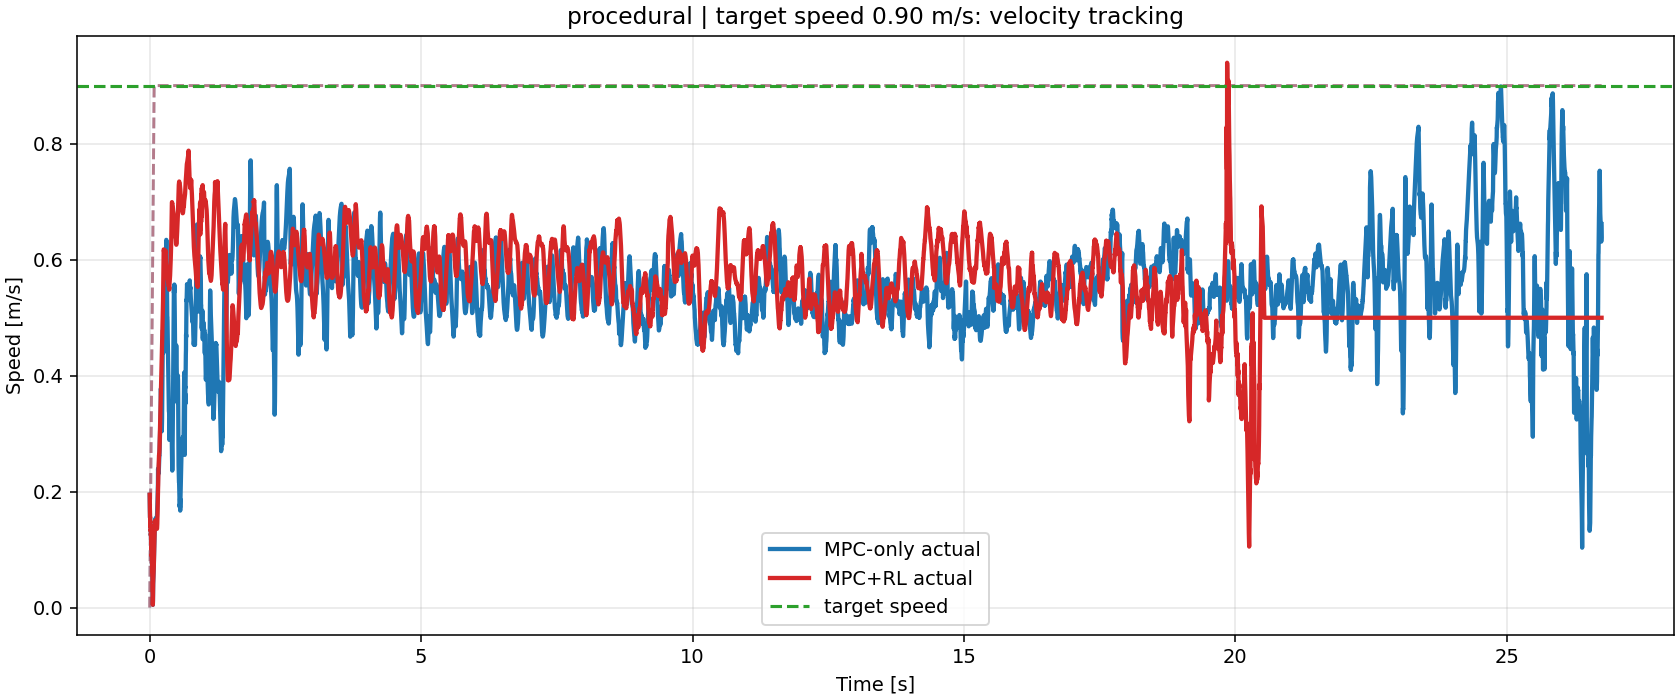 procedural | target speed 0.90 m/s: velocity tracking
Speed [m/s]
0.8
0.6
0.4
0.2
0.0
MPC-only actual
MPC+RL actual
target speed
0
5
10
15
20
25
Time [s]